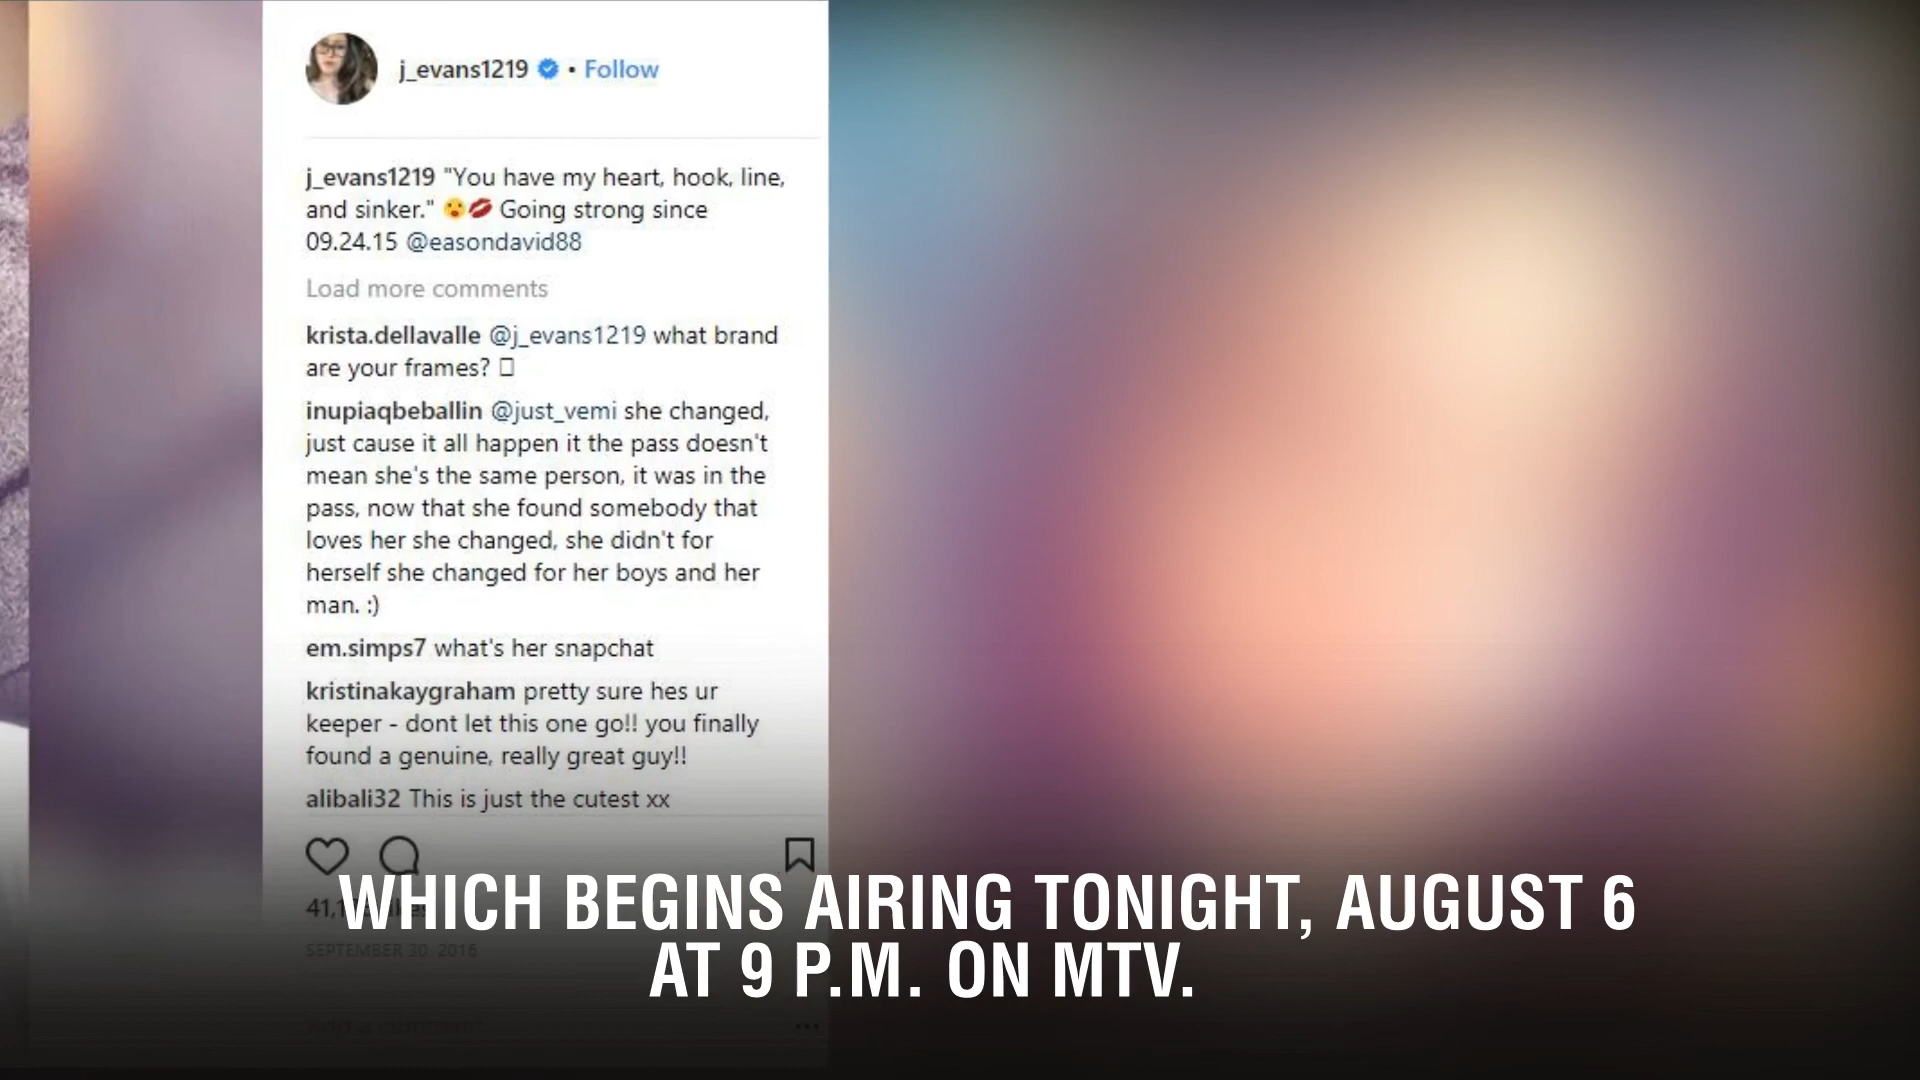 j_evans1219 • Follow
j_evans1219 "You have my heart, hook, line,
and sinker." 😮💋 Going strong since
09.24.15 @easondavid88
Load more comments
krista.dellavalle @j_evans1219 what brand
are your frames?
inupiaqbeballin @just_vemi she changed,
just cause it all happen it the pass doesn't
mean she's the same person, it was in the
pass, now that she found somebody that
loves her she changed, she didn't for
herself she changed for her boys and her
man. :)
em.simps7 what's her snapchat
kristinakaygraham pretty sure hes ur
keeper - dont let this one go!! you finally
found a genuine, really great guy!!
alibali32 This is just the cutest xx
SEPTEMBER 30, 2016
WHICH BEGINS AIRING TONIGHT, AUGUST 6
AT 9 P.M. ON MTV.